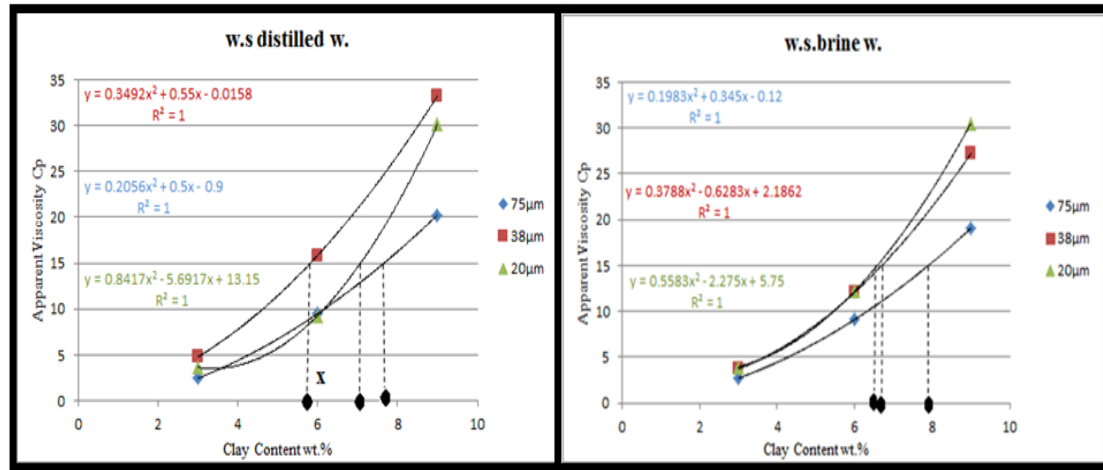 w.s distilled w.
35
30
25
20
15
10
5
0
Apparent Viscosity Cp
y = 0.3492x² + 0.55x - 0.0158
R² = 1
y = 0.2056x² + 0.5x - 0.9
R² = 1
y = 0.8417x² - 5.6917x + 13.15
R² = 1
X
0 2 4 6 8 10
Clay Content wt.%
75µm
38µm
20µm
w.s.brine w.
35
30
25
20
15
10
5
0
Apparent Viscosity Cp
y = 0.1983x² + 0.345x - 0.12
R² = 1
y = 0.3788x² - 0.6283x + 2.1862
R² = 1
y = 0.5583x² - 2.275x + 5.75
R² = 1
0 2 4 6 8 10
Clay Content wt.%
75µm
38µm
20µm